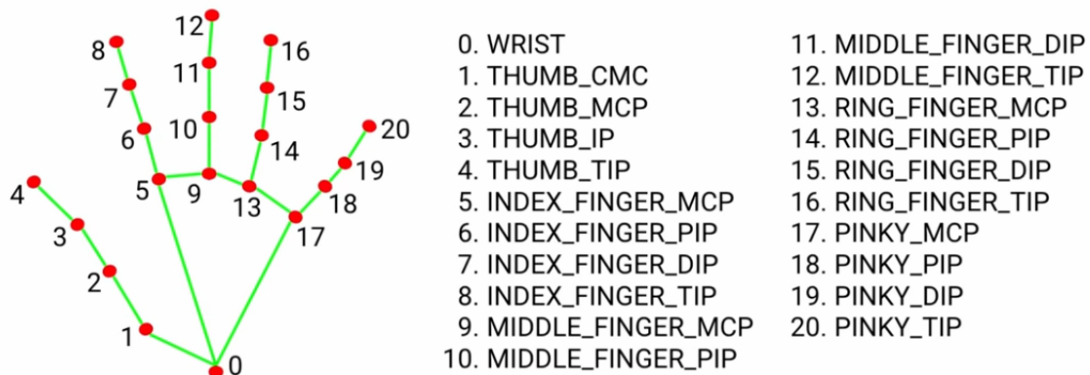 12
8
16
11
7
15
10
6
20
14
19
4
5
9
13
18
3
17
2
1
0
0. WRIST
1. THUMB_CMC
2. THUMB_MCP
3. THUMB_IP
4. THUMB_TIP
5. INDEX_FINGER_MCP
6. INDEX_FINGER_PIP
7. INDEX_FINGER_DIP
8. INDEX_FINGER_TIP
9. MIDDLE_FINGER_MCP
10. MIDDLE_FINGER_PIP
11. MIDDLE_FINGER_DIP
12. MIDDLE_FINGER_TIP
13. RING_FINGER_MCP
14. RING_FINGER_PIP
15. RING_FINGER_DIP
16. RING_FINGER_TIP
17. PINKY_MCP
18. PINKY_PIP
19. PINKY_DIP
20. PINKY_TIP